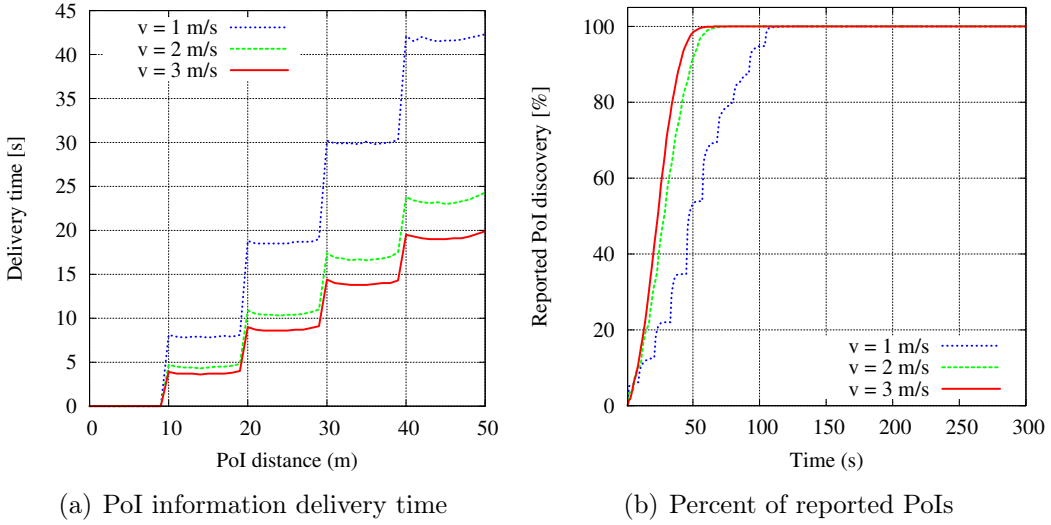 45
40
35
30
25
20
15
10
5
0
Delivery time [s]
v = 1 m/s
v = 2 m/s
v = 3 m/s
0 10 20 30 40 50
PoI distance (m)
(a) PoI information delivery time
100
80
60
40
20
0
Reported PoI discovery [%]
v = 1 m/s
v = 2 m/s
v = 3 m/s
50 100 150 200 250 300
Time (s)
(b) Percent of reported PoIs